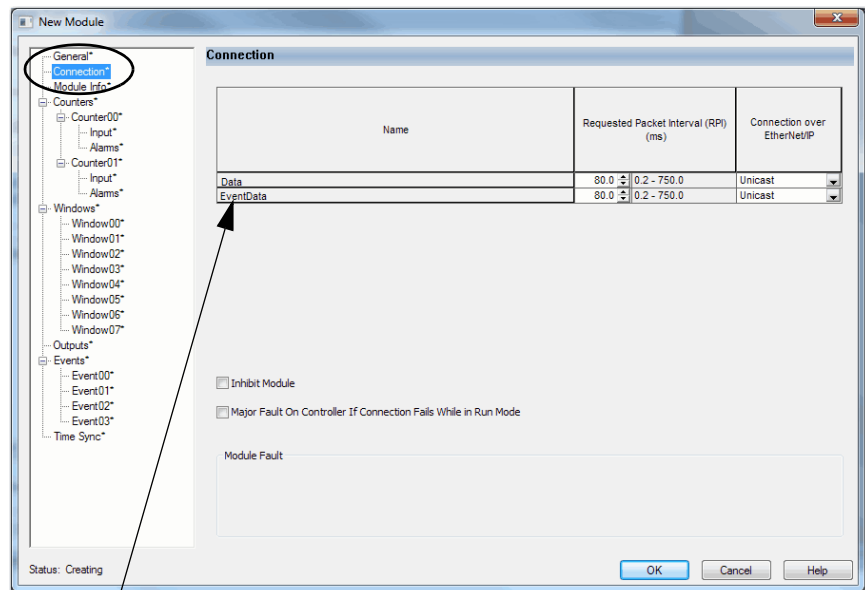 New Module
General*
Connection*
Module Info*
Counters*
Counter00*
Input*
Alarms*
Counter01*
Input*
Alarms*
Windows*
Window00*
Window01*
Window02*
Window03*
Window04*
Window05*
Window06*
Window07*
Outputs*
Events*
Event00*
Event01*
Event02*
Event03*
Time Sync*
Connection
Name
Requested Packet Interval (RPI)
(ms)
Connection over
EtherNet/IP
Data 80.0 0.2 - 750.0 Unicast
EventData 80.0 0.2 - 750.0 Unicast
Inhibit Module
Major Fault On Controller If Connection Fails While in Run Mode
Module Fault
Status: Creating
OK Cancel Help